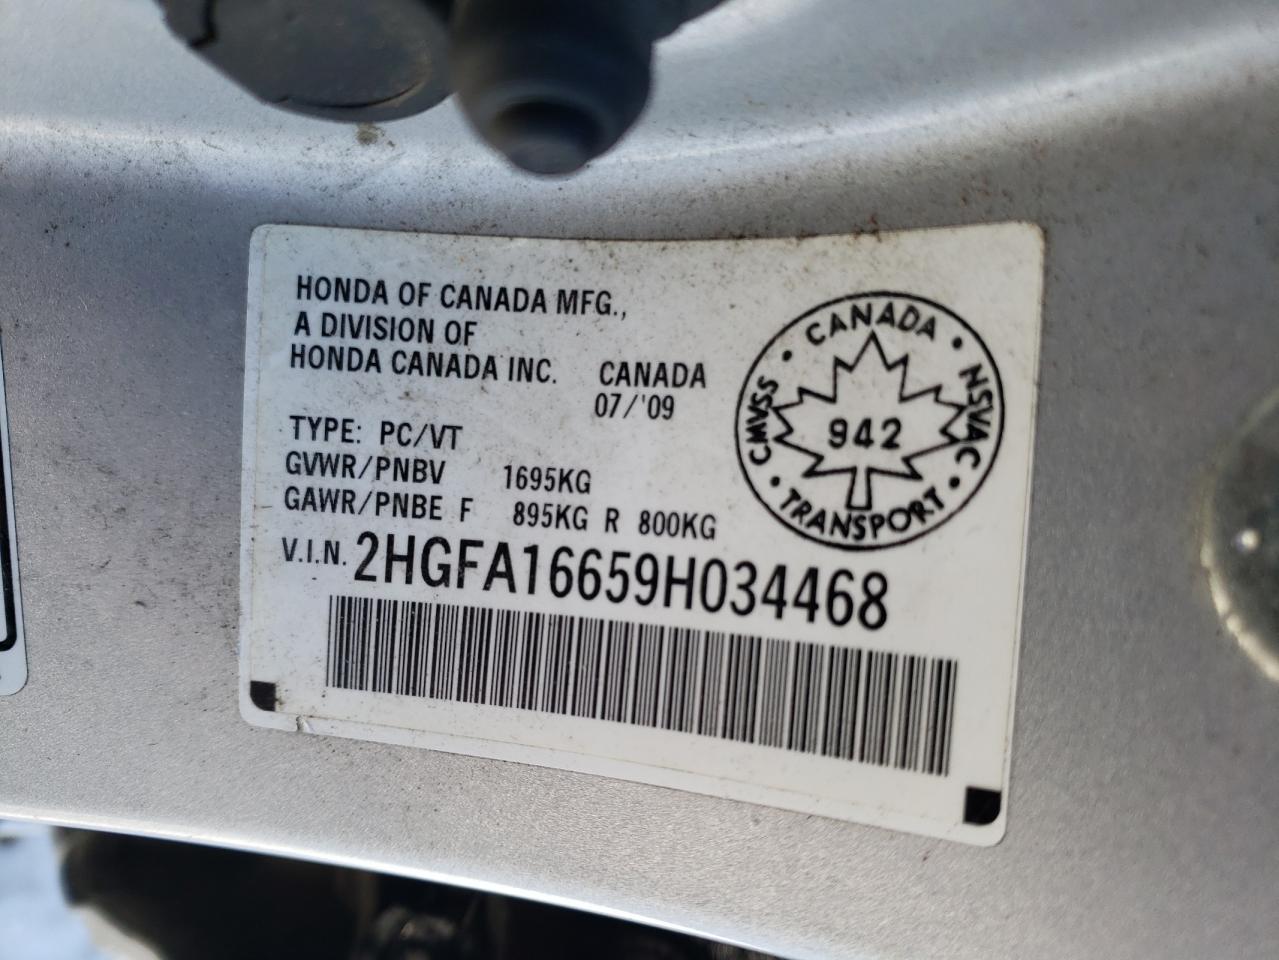 HONDA OF CANADA MFG.,
A DIVISION OF
HONDA CANADA INC. CANADA
07/'09
TYPE: PC/VT
GVWR/PNBV 1695KG
GAWR/PNBE F 895KG R 800KG
V.I.N. 2HGFA16659H034468
CANADA
CMVSS
NSVAC
942
TRANSPORT